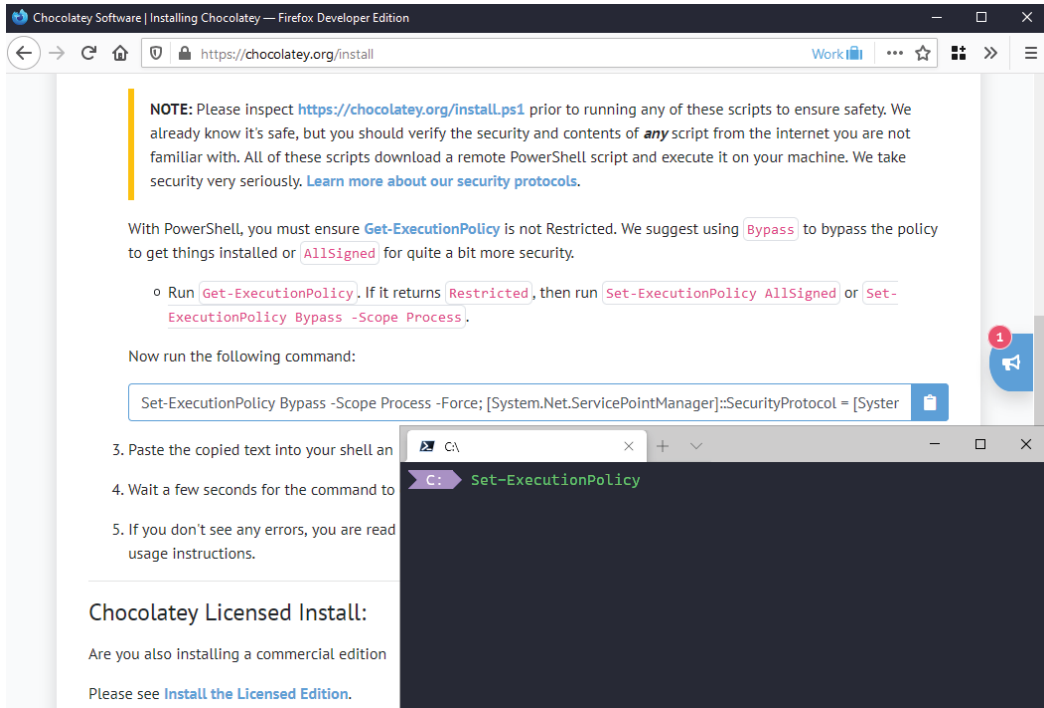 Chocolatey Software | Installing Chocolatey — Firefox Developer Edition
https://chocolatey.org/install
Work
NOTE: Please inspect https://chocolatey.org/install.ps1 prior to running any of these scripts to ensure safety. We
already know it's safe, but you should verify the security and contents of any script from the internet you are not
familiar with. All of these scripts download a remote PowerShell script and execute it on your machine. We take
security very seriously. Learn more about our security protocols.
With PowerShell, you must ensure Get-ExecutionPolicy is not Restricted. We suggest using Bypass to bypass the policy
to get things installed or AllSigned for quite a bit more security.
Run Get-ExecutionPolicy. If it returns Restricted, then run Set-ExecutionPolicy AllSigned or Set-
ExecutionPolicy Bypass -Scope Process.
1
Now run the following command:
Set-ExecutionPolicy Bypass -Scope Process -Force; [System.Net.ServicePointManager]::SecurityProtocol = [System
3. Paste the copied text into your shell an
4. Wait a few seconds for the command to
5. If you don't see any errors, you are read
usage instructions.
Chocolatey Licensed Install:
Are you also installing a commercial edition
Please see Install the Licensed Edition.
C:\
C: Set-ExecutionPolicy